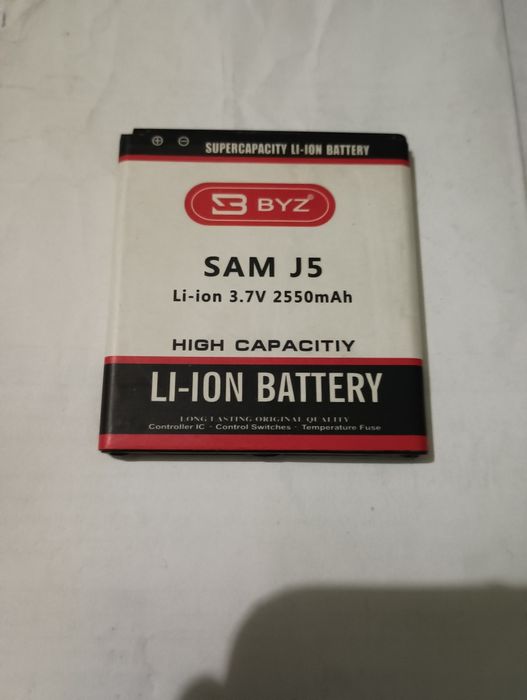 ⊕ ⊖ SUPERCAPACITY LI-ION BATTERY
BYZ®
SAM J5
Li-ion 3.7V 2550mAh
HIGH CAPACITIY
LI-ION BATTERY
LONG LASTING ORIGINAL QUALITY
Controller IC · Control Switches · Temperature Fuse